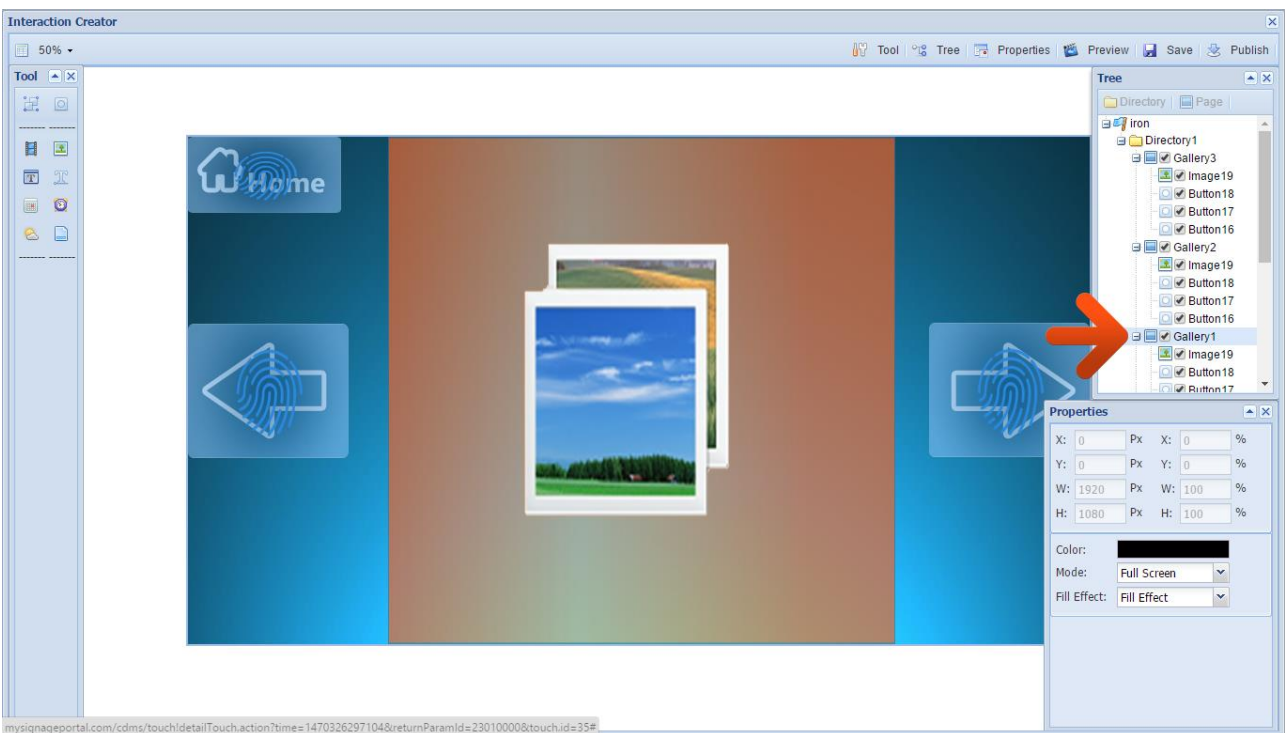 Interaction Creator
50%
Tool Tree Properties Preview Save Publish
Tool
Tree
Directory Page
iron
Directory1
Gallery3
Image19
Button18
Button17
Button16
Gallery2
Image19
Button18
Button17
Button16
Gallery1
Image19
Button18
Button17
Home
Properties
X: 0 Px X: 0 %
Y: 0 Px Y: 0 %
W: 1920 Px W: 100 %
H: 1080 Px H: 100 %
Color:
Mode: Full Screen
Fill Effect: Fill Effect
mysignageportal.com/cdms/touch!detailTouch.action?time=1470326297104&returnParamId=23010000&touch.id=35#